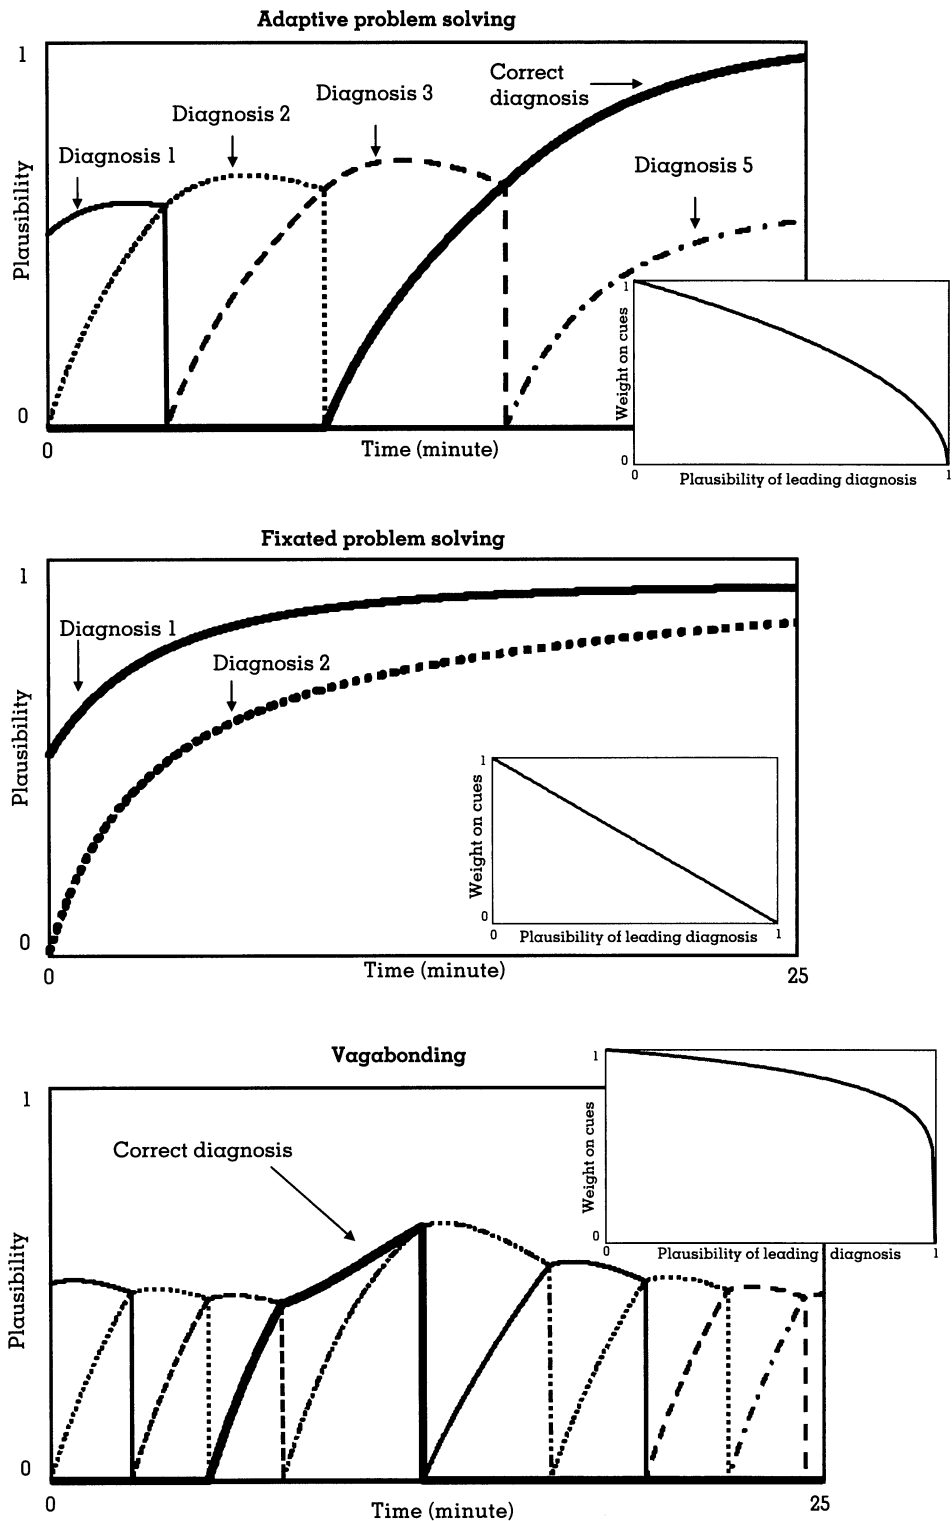 Adaptive problem solving
1
Correct
diagnosis
Diagnosis 3
Diagnosis 2
Diagnosis 1
Diagnosis 5
Plausibility
0
0
Time (minute)
1
Weight on cues
0
0
1
Plausibility of leading diagnosis
Fixated problem solving
1
Diagnosis 1
Diagnosis 2
Plausibility
0
0
Time (minute)
25
1
Weight on cues
0
0
1
Plausibility of leading diagnosis
Vagabonding
1
Correct diagnosis
Plausibility
0
0
Time (minute)
25
1
Weight on cues
0
0
Plausibility of leading diagnosis
1